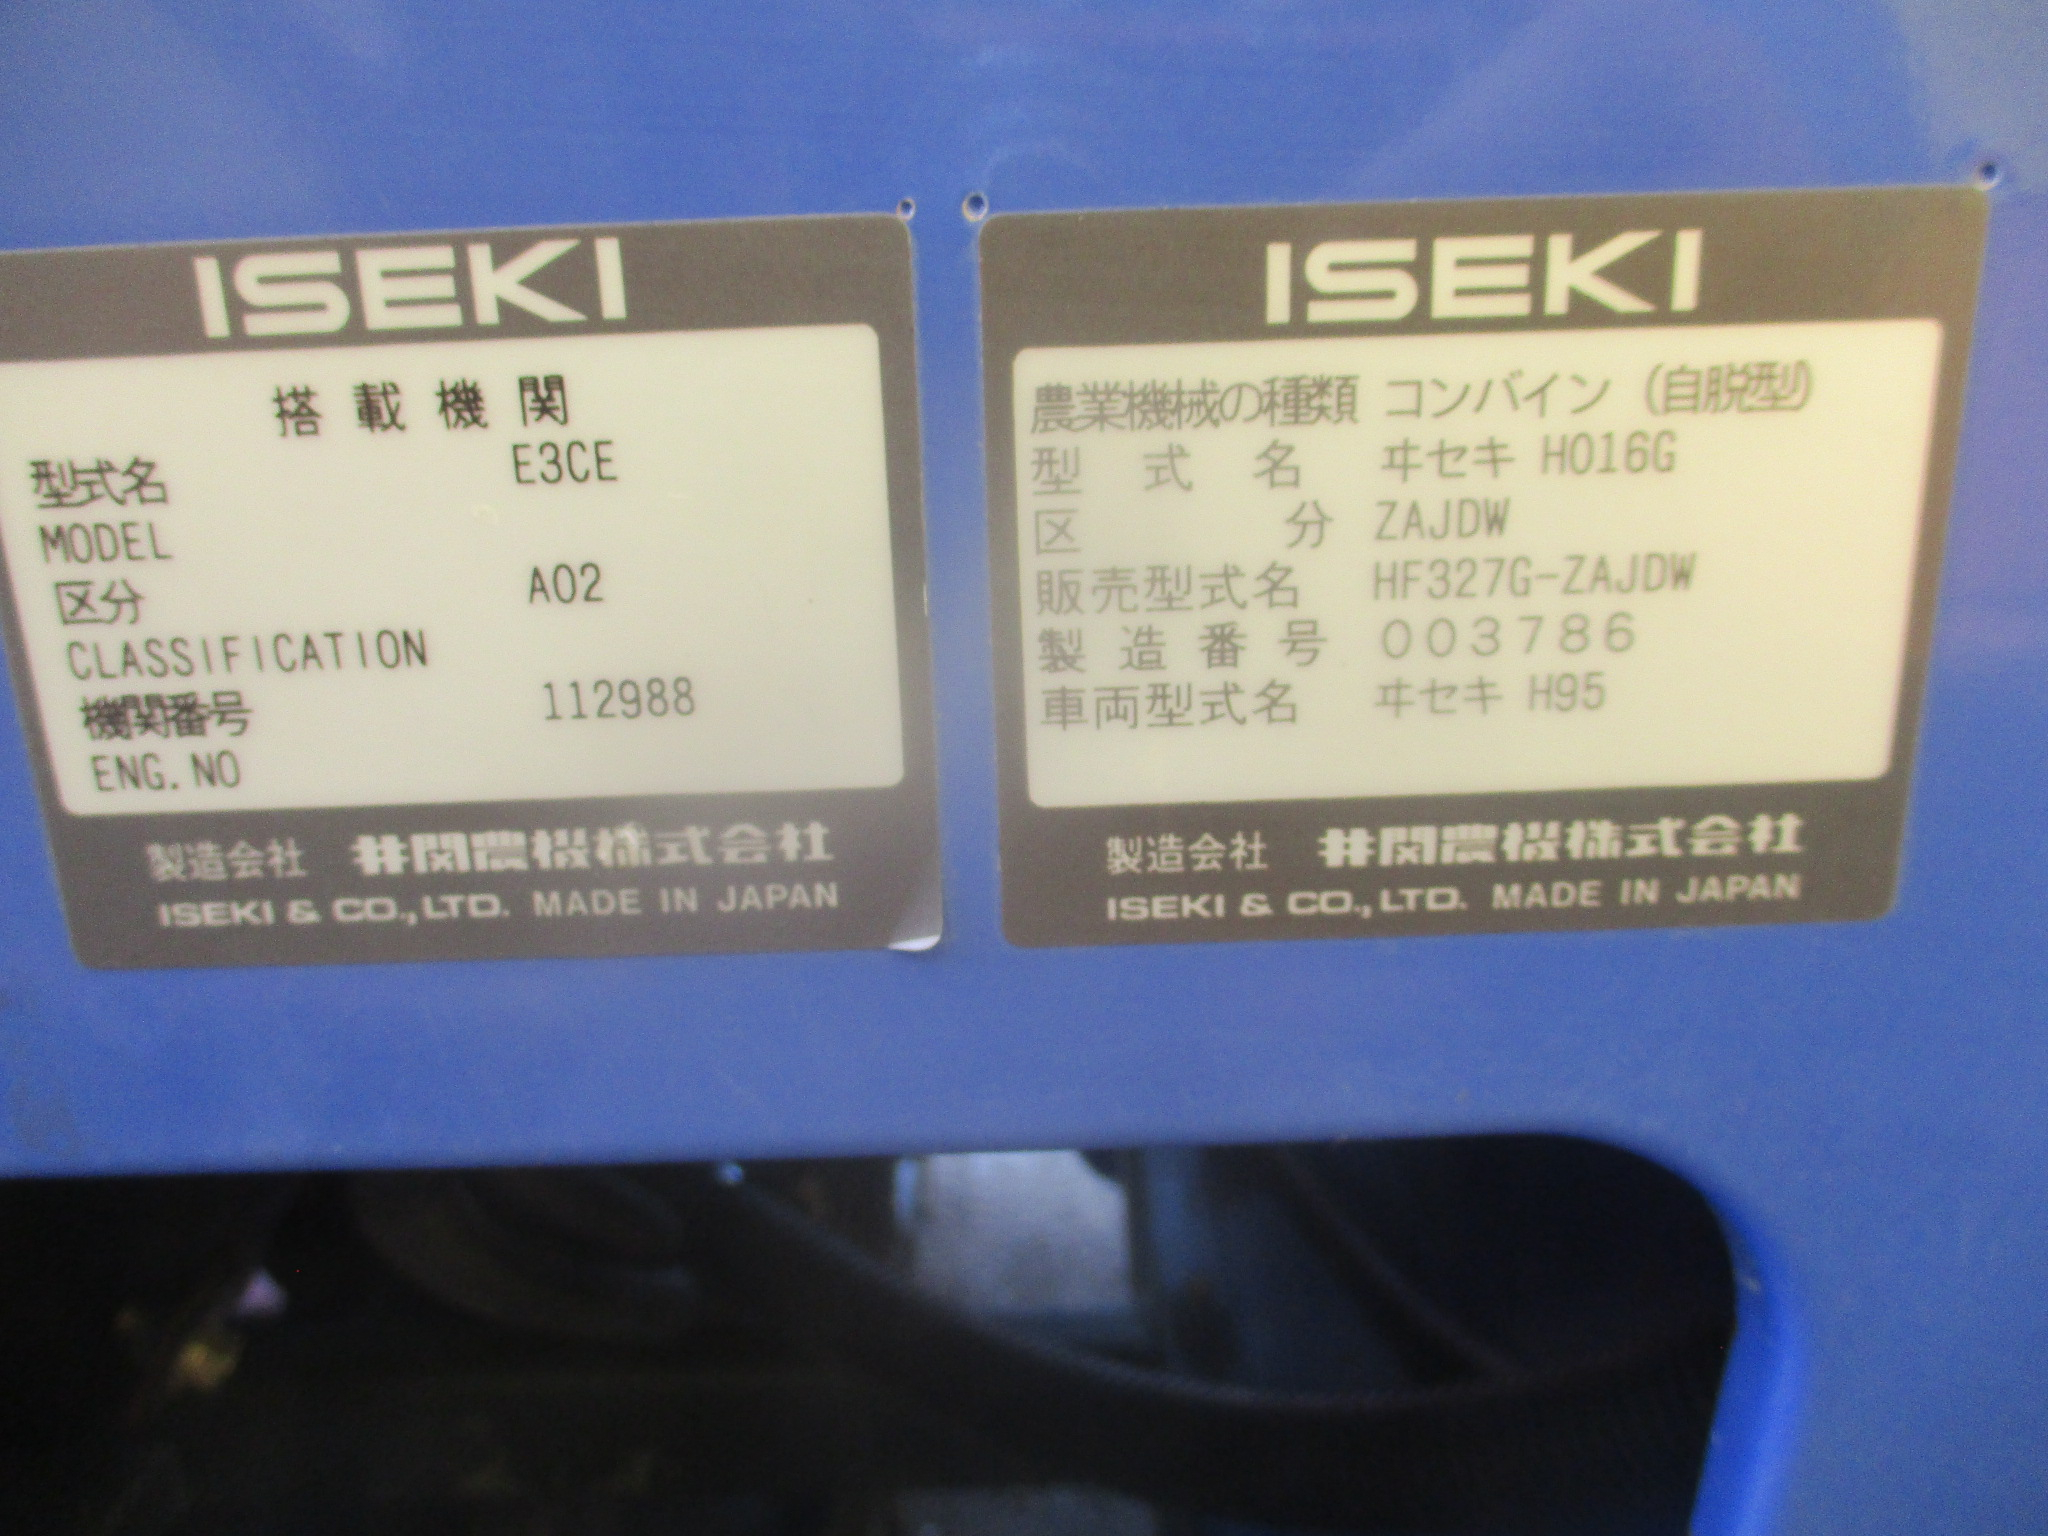 ISEKI
搭載機関
型式名 E3CE
MODEL
区分 A02
CLASSIFICATION
機関番号 112988
ENG.NO
製造会社 井関農機株式会社
ISEKI & CO., LTD. MADE IN JAPAN
ISEKI
農業機械の種類 コンバイン(自脱型)
型式名 ヰセキ HO16G
区分 ZAJDW
販売型式名 HF327G-ZAJDW
製造番号 003786
車両型式名 ヰセキ H95
製造会社 井関農機株式会社
ISEKI & CO., LTD. MADE IN JAPAN